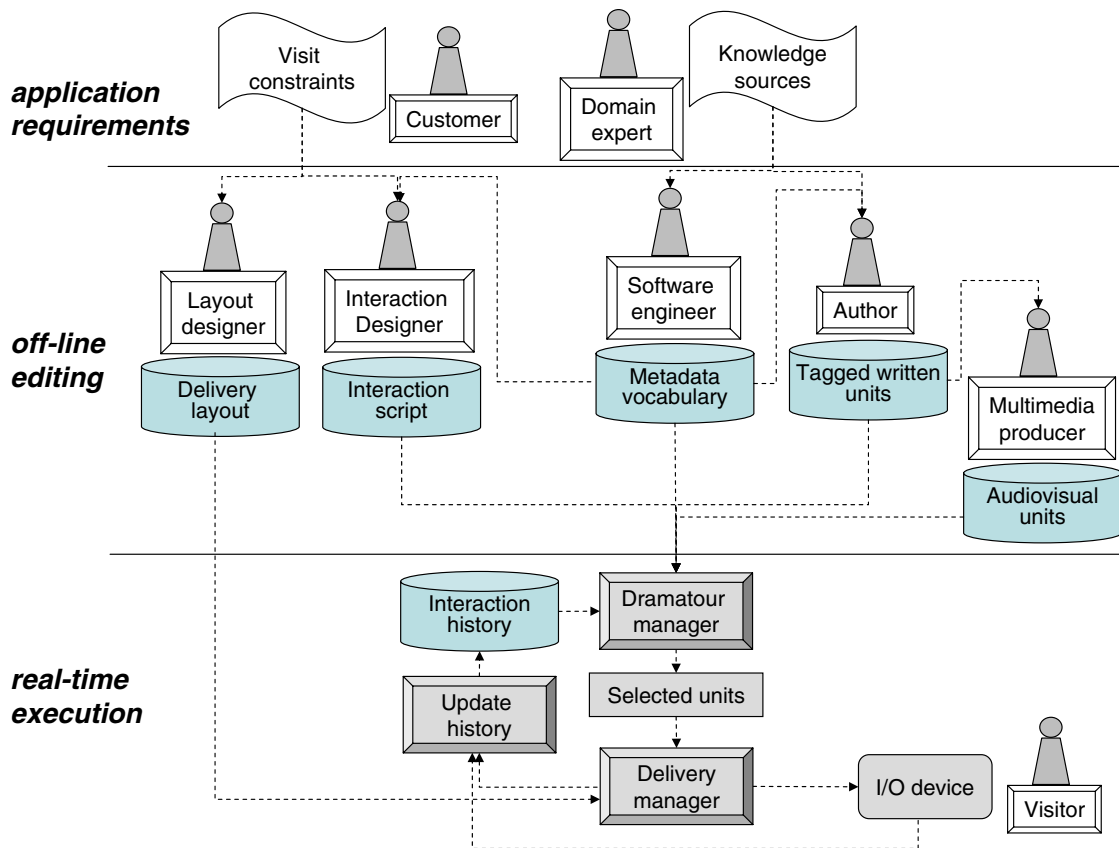 Visit
constraints
Customer
Domain
expert
Knowledge
sources
application
requirements
Layout
designer
Interaction
Designer
Software
engineer
Author
Multimedia
producer
Delivery
layout
Interaction
script
Metadada
vocabulary
Tagged written
units
Audiovisual
units
off-line
editing
Interaction
history
Dramatour
manager
Update
history
Selected units
Delivery
manager
I/O device
Visitor
real-time
execution